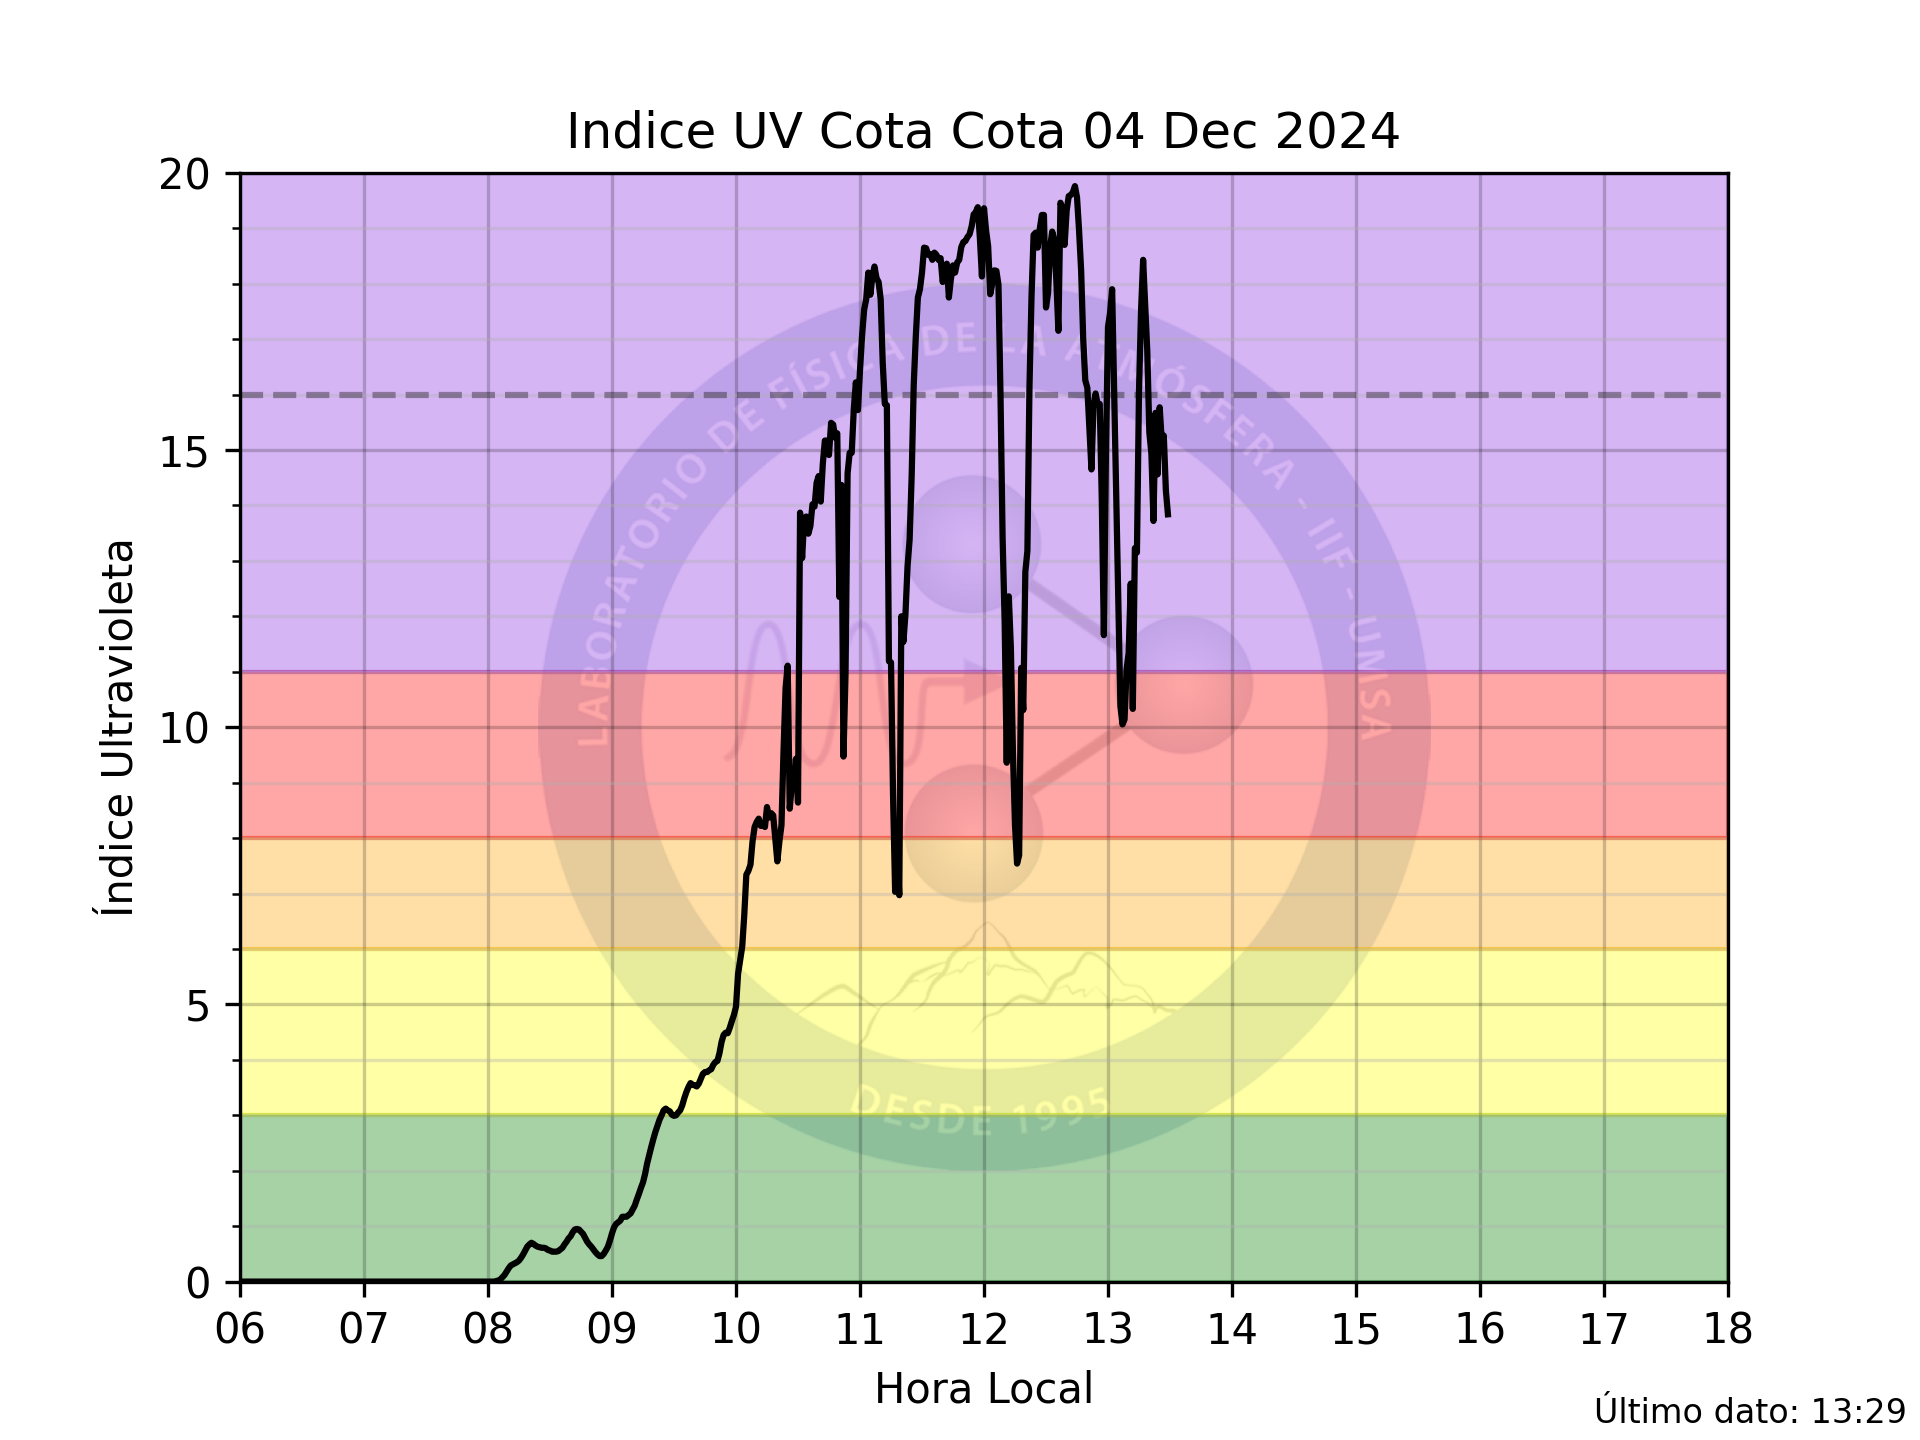 Indice UV Cota Cota 04 Dec 2024
20
15
10
5
0
Índice Ultravioleta
LABORATORIO DE FÍSICA DE LA ATMÓSFERA - IIF - UMSA
DESDE 1995
06 07 08 09 10 11 12 13 14 15 16 17 18
Hora Local
Último dato: 13:29